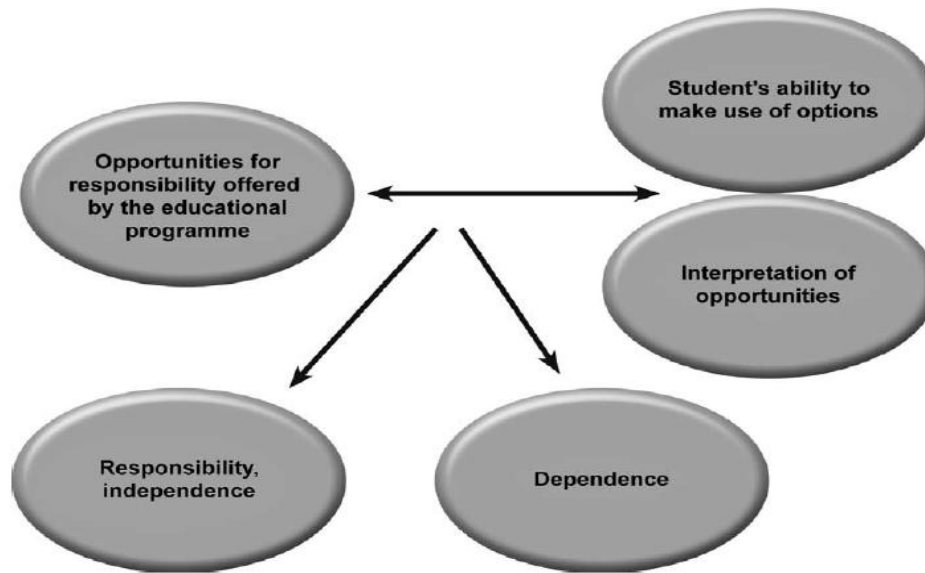 Student's ability to
make use of options
Opportunities for
responsibility offered
by the educational
programme
Interpretation of
opportunities
Responsibility,
independence
Dependence